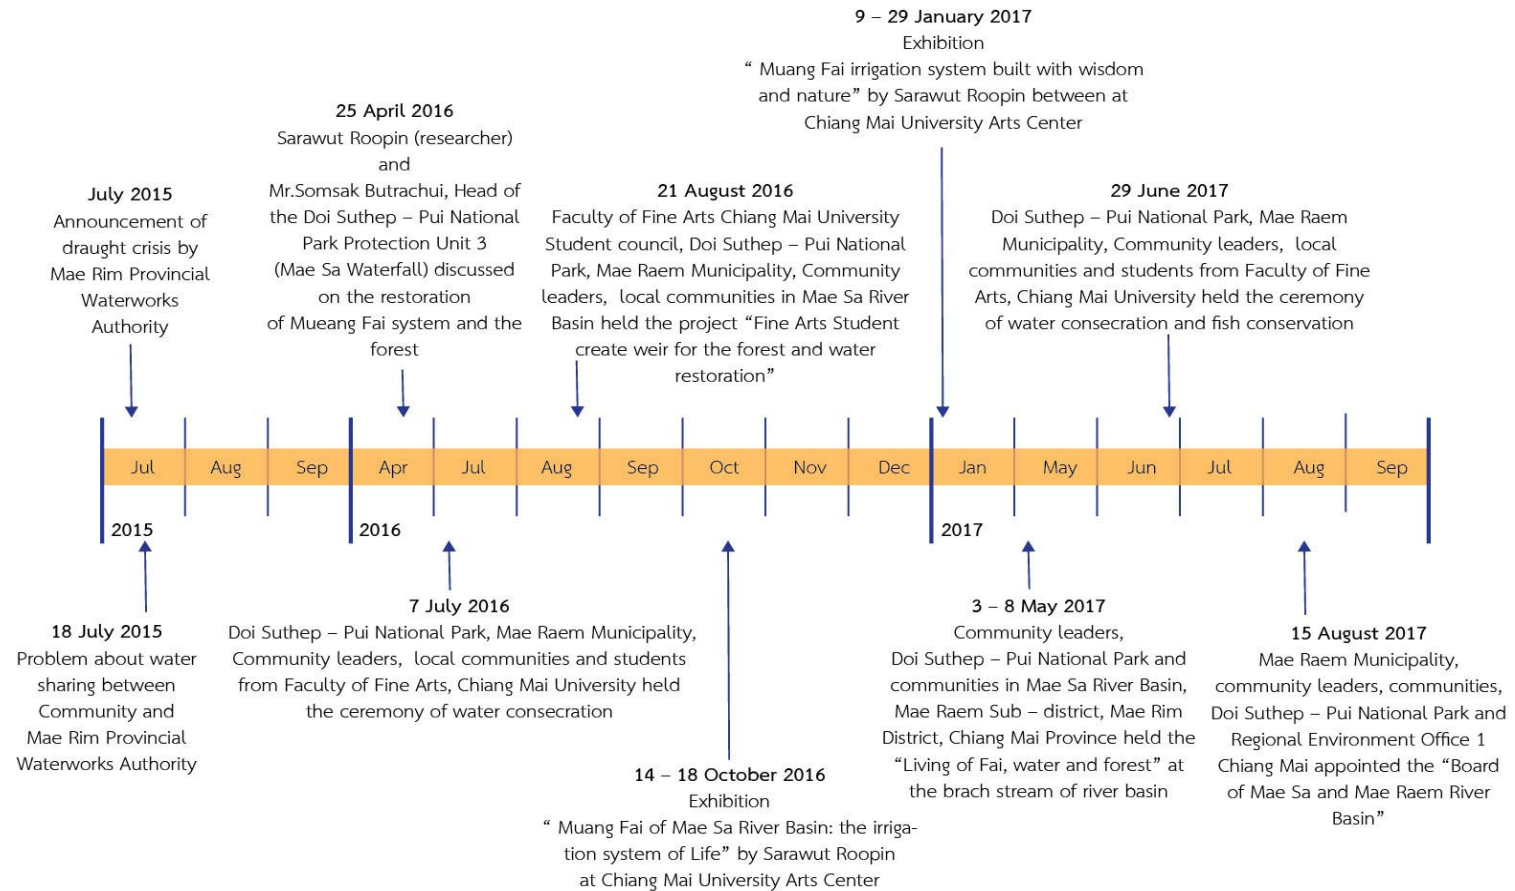 9 – 29 January 2017
Exhibition
“ Muang Fai irrigation system built with wisdom
and nature” by Sarawut Roopin between at
Chiang Mai University Arts Center
25 April 2016
Sarawut Roopin (researcher)
and
Mr.Somsak Butrachui, Head of
the Doi Suthep – Pui National
Park Protection Unit 3
(Mae Sa Waterfall) discussed
on the restoration
of Mueang Fai system and the
forest
July 2015
Announcement of
draught crisis by
Mae Rim Provincial
Waterworks
Authority
21 August 2016
Faculty of Fine Arts Chiang Mai University
Student council, Doi Suthep – Pui National
Park, Mae Raem Municipality, Community
leaders,  local communities in Mae Sa River
Basin held the project “Fine Arts Student
create weir for the forest and water
restoration”
29 June 2017
Doi Suthep – Pui National Park, Mae Raem
Municipality, Community leaders,  local
communities and students from Faculty of Fine
Arts, Chiang Mai University held the ceremony
of water consecration and fish conservation
Jul Aug Sep Apr Jul Aug Sep Oct Nov Dec Jan May Jun Jul Aug Sep
2015 2016 2017
18 July 2015
Problem about water
sharing between
Community and
Mae Rim Provincial
Waterworks Authority
7 July 2016
Doi Suthep – Pui National Park, Mae Raem Municipality,
Community leaders,  local communities and students
from Faculty of Fine Arts, Chiang Mai University held
the ceremony of water consecration
14 – 18 October 2016
Exhibition
“ Muang Fai of Mae Sa River Basin: the irriga-
tion system of Life” by Sarawut Roopin
at Chiang Mai University Arts Center
3 – 8 May 2017
Community leaders,
Doi Suthep – Pui National Park and
communities in Mae Sa River Basin,
Mae Raem Sub – district, Mae Rim
District, Chiang Mai Province held the
“Living of Fai, water and forest” at
the brach stream of river basin
15 August 2017
Mae Raem Municipality,
community leaders, communities,
Doi Suthep – Pui National Park and
Regional Environment Office 1
Chiang Mai appointed the “Board
of Mae Sa and Mae Raem River
Basin”